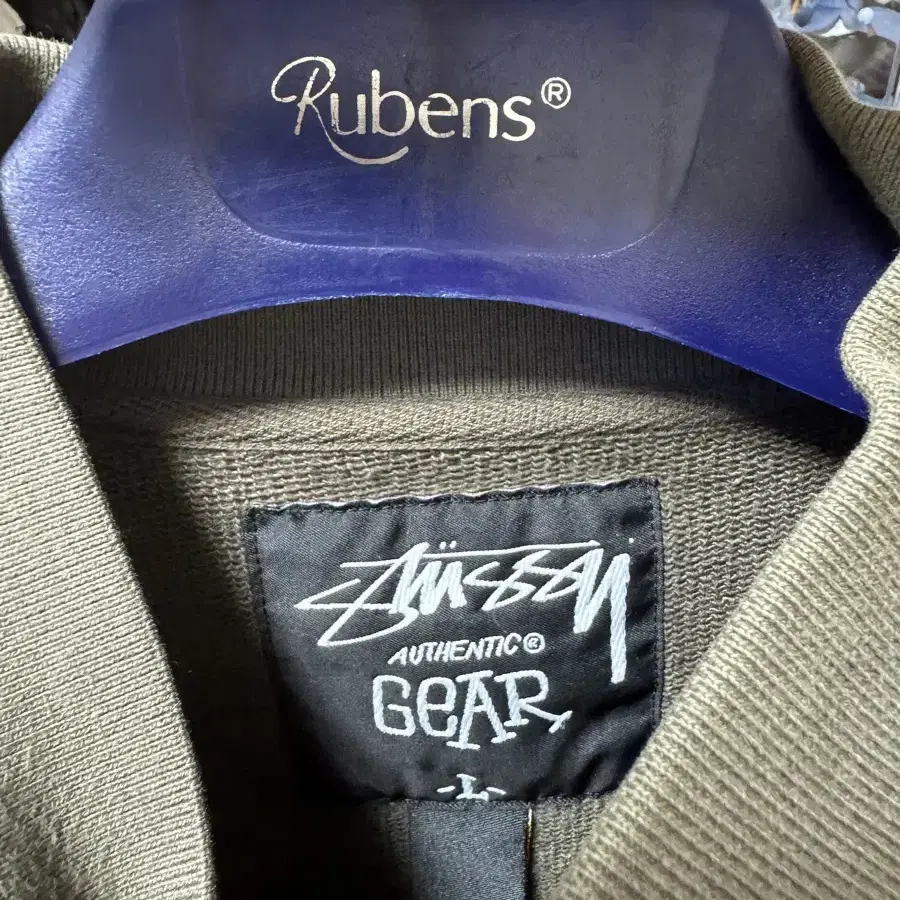 Rubens®
Stüssy
AUTHENTIC®
GEAR
-L-